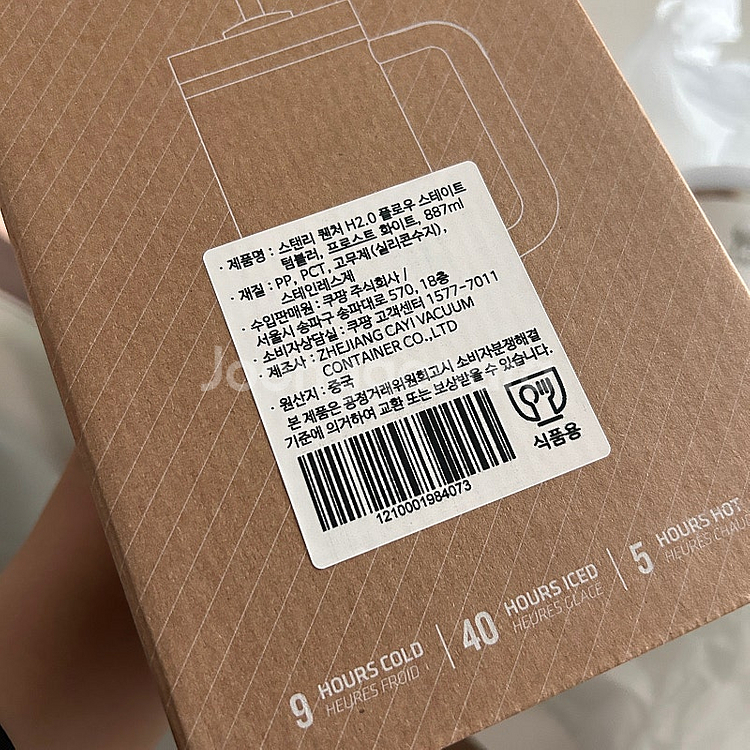 · 제품명 : 스탠리 퀜처 H2.0 플로우 스테이트
텀블러, 프로스트 화이트, 887ml
· 재질 : PP, PCT, 고무제(실리콘수지),
스테인레스제
· 수입판매원 : 쿠팡 주식회사 /
서울시 송파구 송파대로 570, 18층
· 소비자상담실 : 쿠팡 고객센터 1577-7011
· 제조사 : ZHEJIANG CAYI VACUUM
CONTAINER CO.,LTD
· 원산지 : 중국
본 제품은 공정거래위원회고시 소비자분쟁해결
기준에 의거하여 교환 또는 보상받을 수 있습니다.
식품용
1210001984073
9 HOURS COLD
HEURES FROID
40 HOURS ICED
HEURES GLACE
5 HOURS HOT
HEURES CHAUD